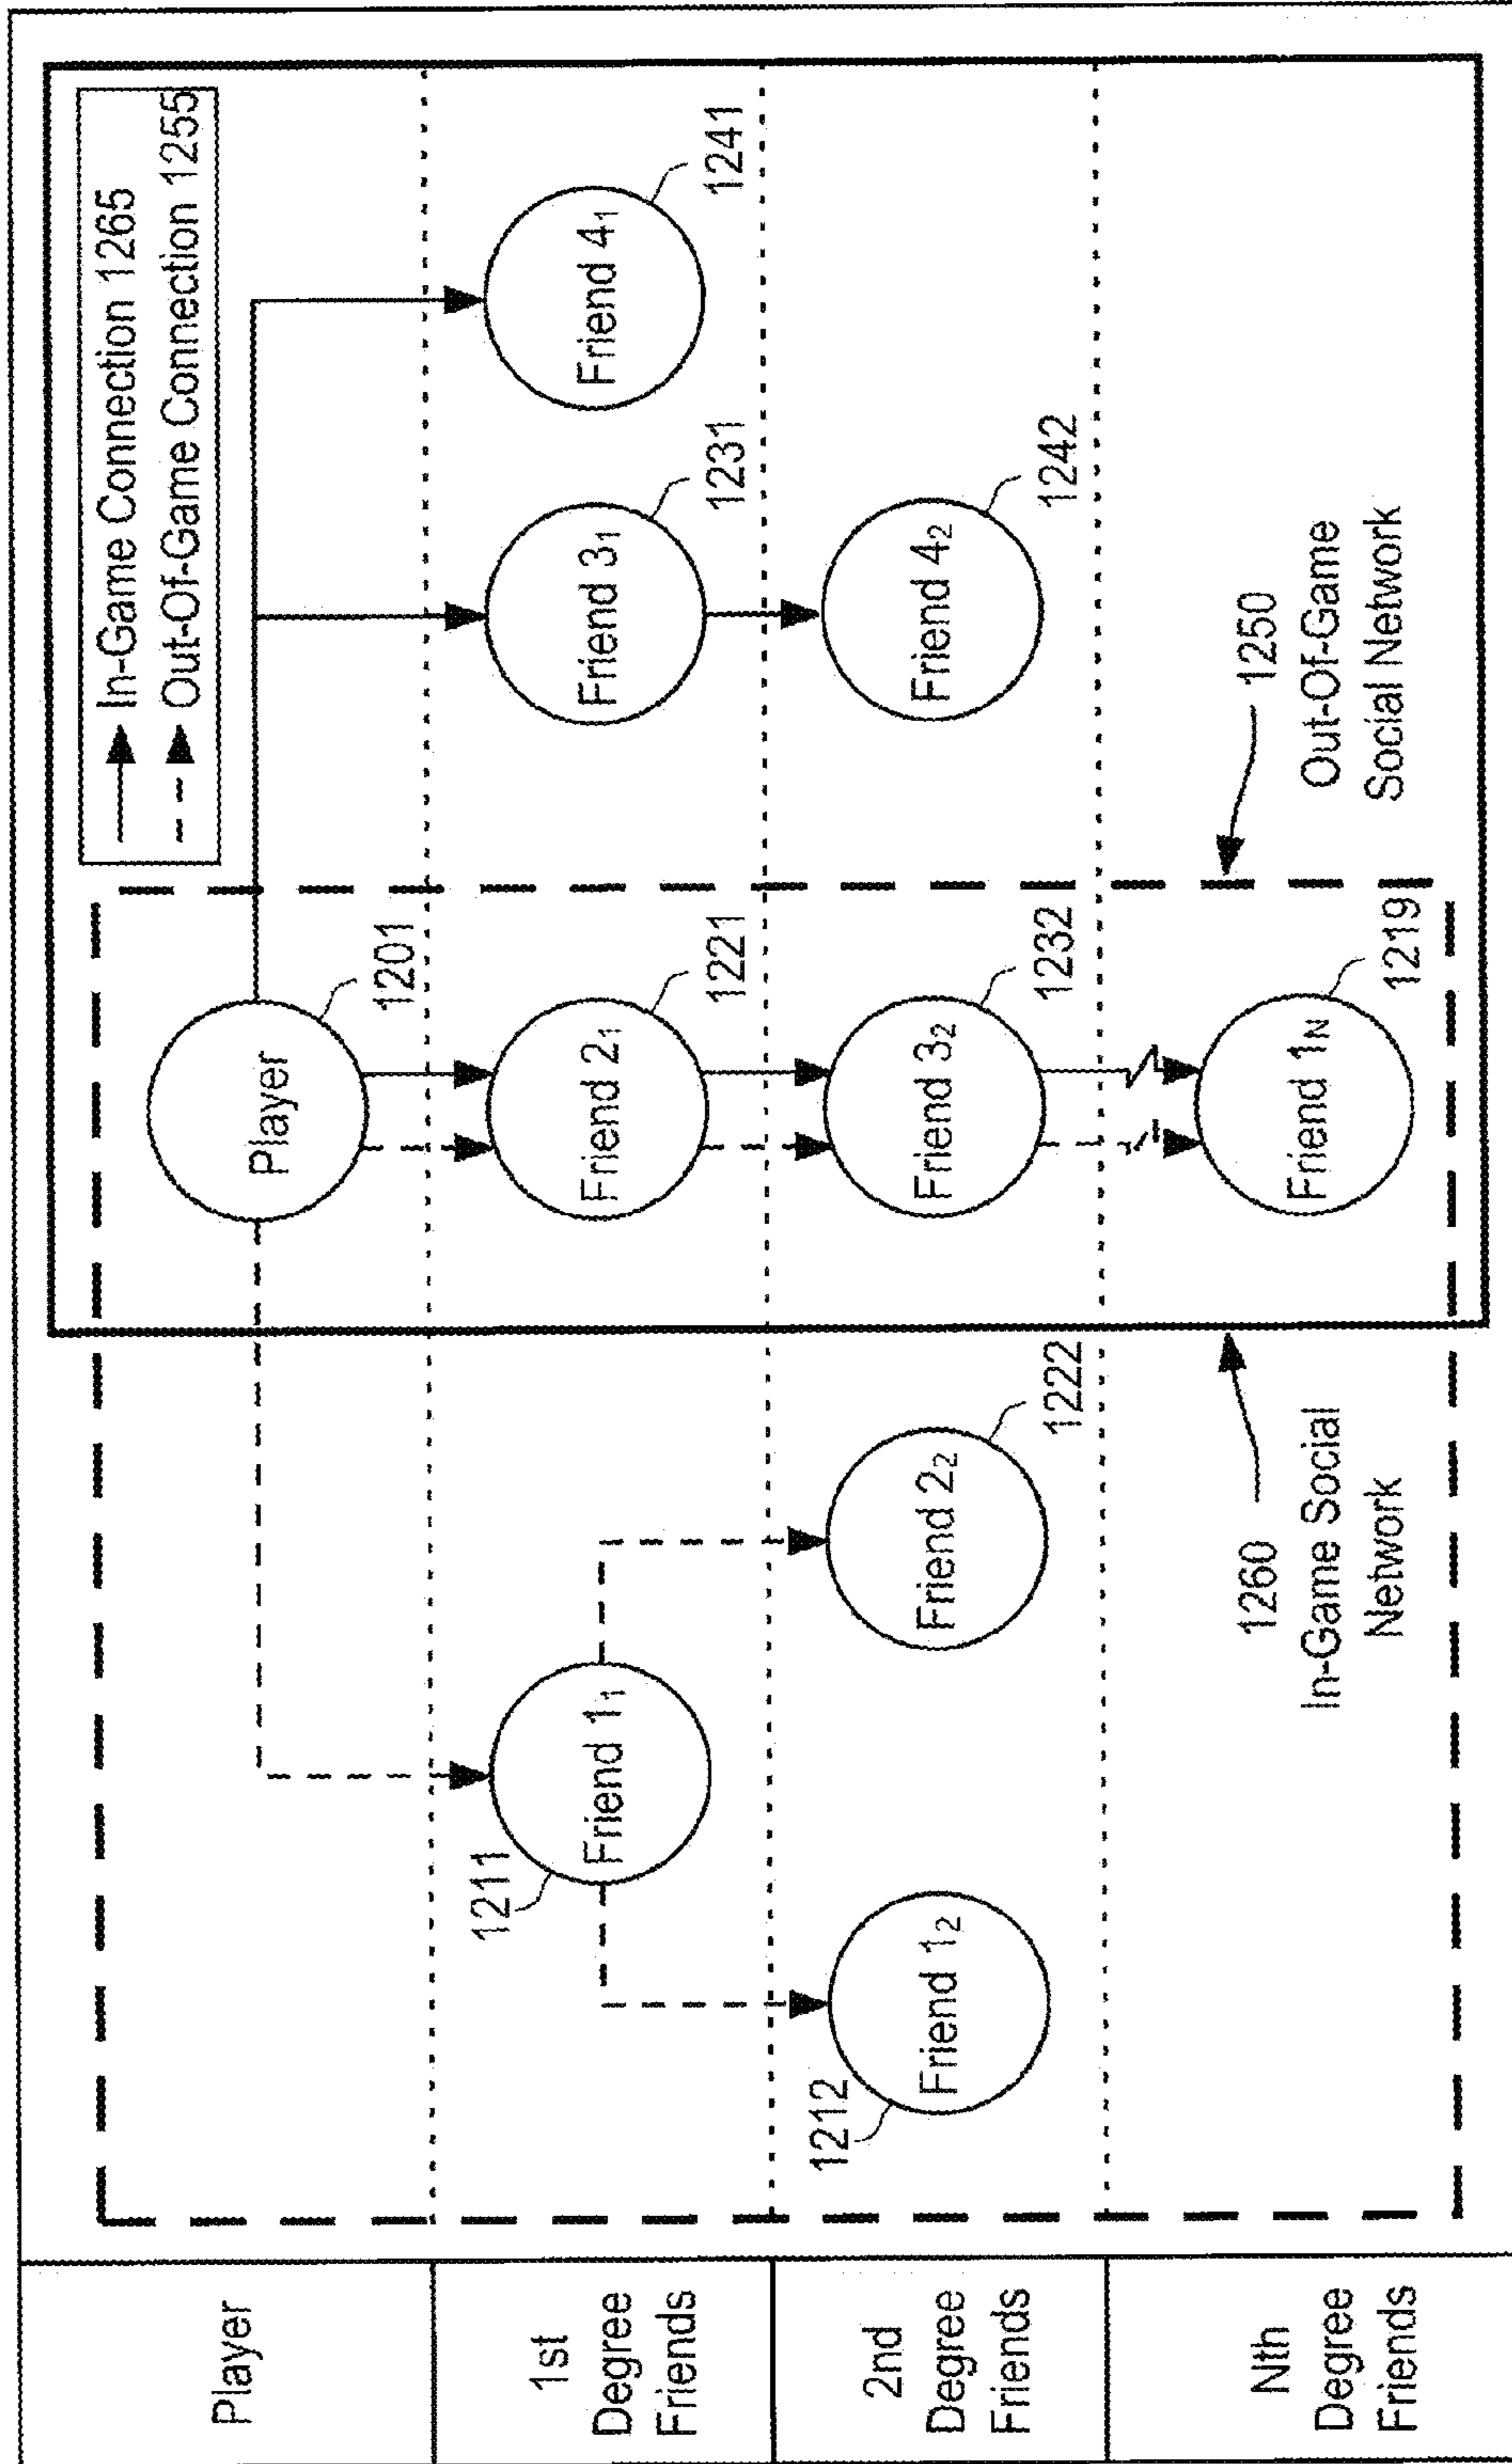 In-Game Connection 1265
Out-Of-Game Connection 1255
Player
Player
1201
1st
Degree
Friends
1211
Friend 1₁
Friend 2₁
1221
Friend 3₁
1231
Friend 4₁
1241
2nd
Degree
Friends
1212
Friend 1₂
Friend 2₂
1222
Friend 3₂
1232
Friend 4₂
1242
Nth
Degree
Friends
1260
In-Game Social
Network
Friend 1N
1219
1250
Out-Of-Game
Social Network